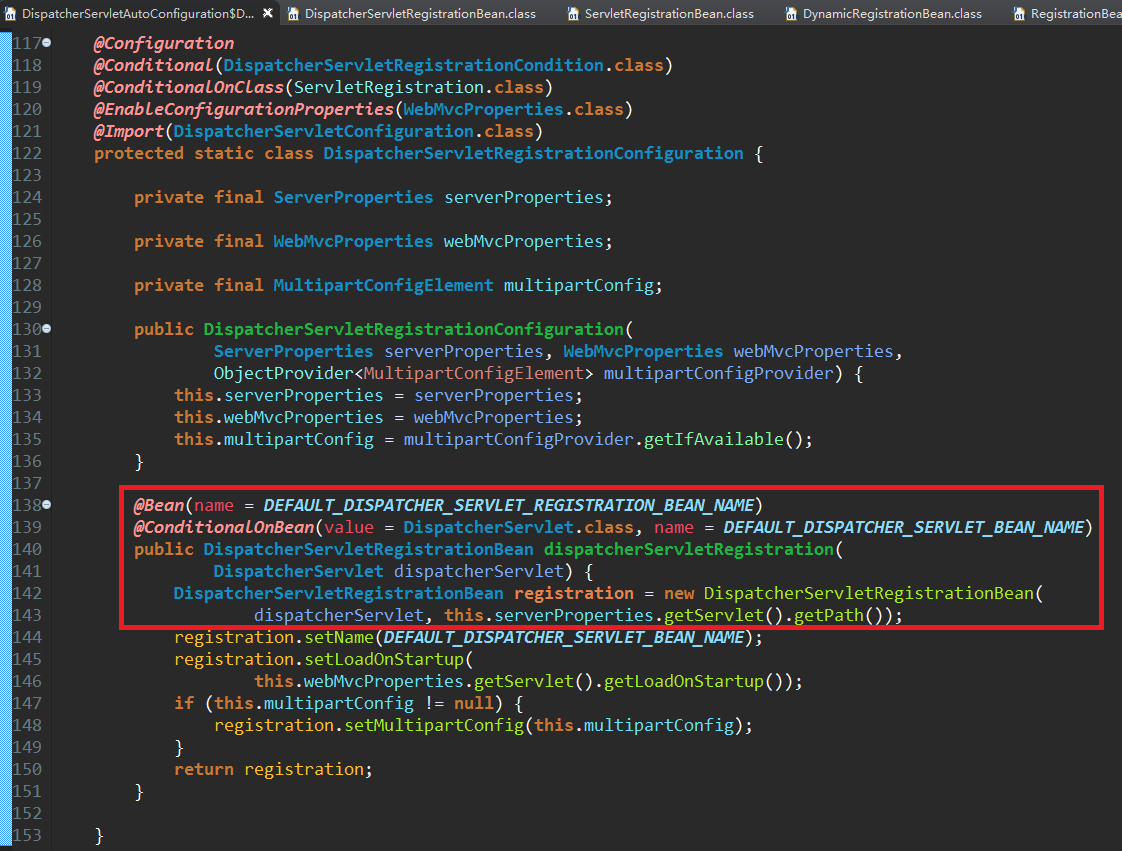 DispatcherServletAutoConfiguration$D... DispatcherServletRegistrationBean.class ServletRegistrationBean.class DynamicRegistrationBean.class RegistrationBea
117 @Configuration
118 @Conditional(DispatcherServletRegistrationCondition.class)
119 @ConditionalOnClass(ServletRegistration.class)
120 @EnableConfigurationProperties(WebMvcProperties.class)
121 @Import(DispatcherServletConfiguration.class)
122 protected static class DispatcherServletRegistrationConfiguration {
123
124     private final ServerProperties serverProperties;
125
126     private final WebMvcProperties webMvcProperties;
127
128     private final MultipartConfigElement multipartConfig;
129
130     public DispatcherServletRegistrationConfiguration(
131             ServerProperties serverProperties, WebMvcProperties webMvcProperties,
132             ObjectProvider<MultipartConfigElement> multipartConfigProvider) {
133         this.serverProperties = serverProperties;
134         this.webMvcProperties = webMvcProperties;
135         this.multipartConfig = multipartConfigProvider.getIfAvailable();
136     }
137
138     @Bean(name = DEFAULT_DISPATCHER_SERVLET_REGISTRATION_BEAN_NAME)
139     @ConditionalOnBean(value = DispatcherServlet.class, name = DEFAULT_DISPATCHER_SERVLET_BEAN_NAME)
140     public DispatcherServletRegistrationBean dispatcherServletRegistration(
141             DispatcherServlet dispatcherServlet) {
142         DispatcherServletRegistrationBean registration = new DispatcherServletRegistrationBean(
143                 dispatcherServlet, this.serverProperties.getServlet().getPath());
144         registration.setName(DEFAULT_DISPATCHER_SERVLET_BEAN_NAME);
145         registration.setLoadOnStartup(
146                 this.webMvcProperties.getServlet().getLoadOnStartup());
147         if (this.multipartConfig != null) {
148             registration.setMultipartConfig(this.multipartConfig);
149         }
150         return registration;
151     }
152
153 }